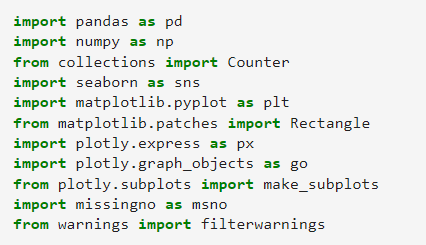 import pandas as pd
import numpy as np
from collections import Counter
import seaborn as sns
import matplotlib.pyplot as plt
from matplotlib.patches import Rectangle
import plotly.express as px
import plotly.graph_objects as go
from plotly.subplots import make_subplots
import missingno as msno
from warnings import filterwarnings